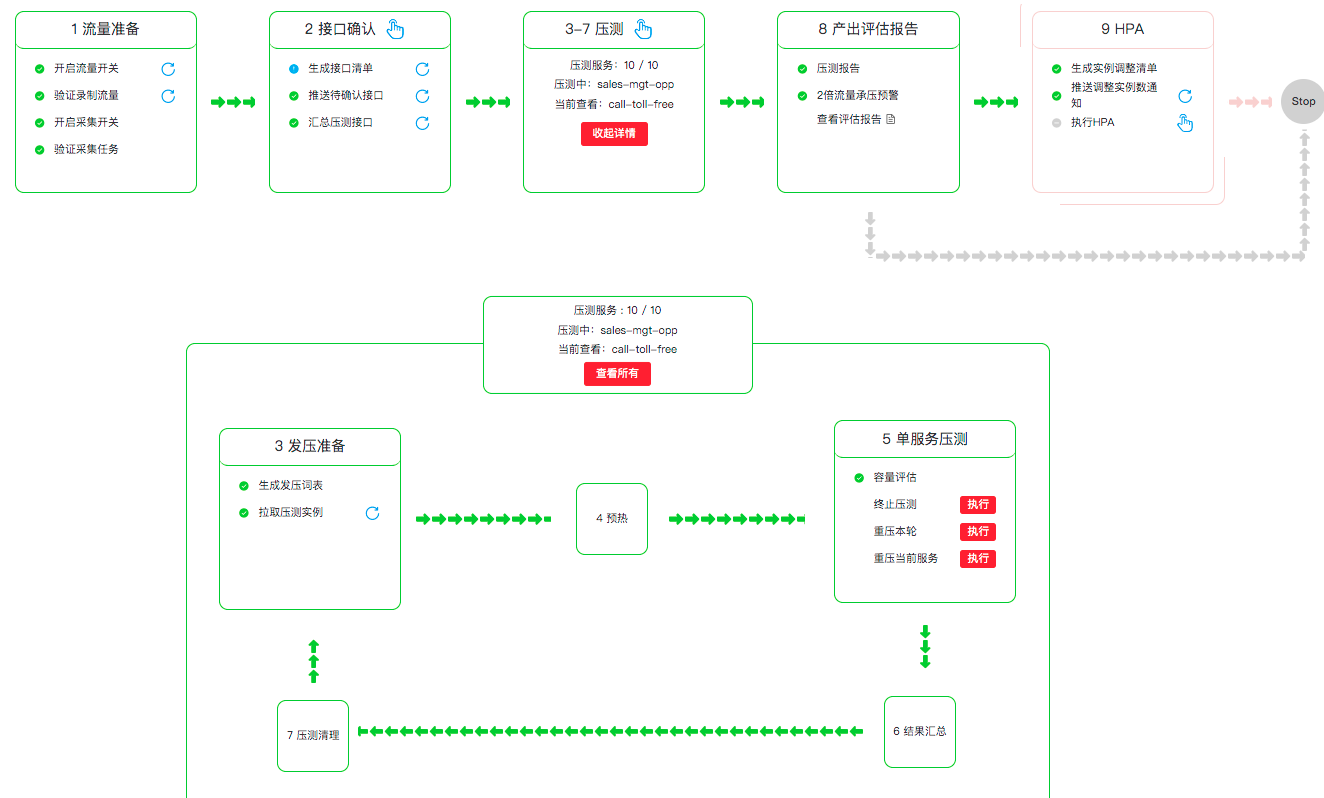 1 流量准备
开启流量开关
验证录制流量
开启采集开关
验证采集任务
2 接口确认
生成接口清单
推送待确认接口
汇总压测接口
3-7 压测
压测服务：10 / 10
压测中：sales-mgt-opp
当前查看：call-toll-free
收起详情
8 产出评估报告
压测报告
2倍流量承压预警
查看评估报告
9 HPA
生成实例调整清单
推送调整实例数通
知
执行HPA
Stop
压测服务 : 10 / 10
压测中：sales-mgt-opp
当前查看：call-toll-free
查看所有
3 发压准备
生成发压词表
拉取压测实例
4 预热
5 单服务压测
容量评估
终止压测 执行
重压本轮 执行
重压当前服务 执行
6 结果汇总
7 压测清理